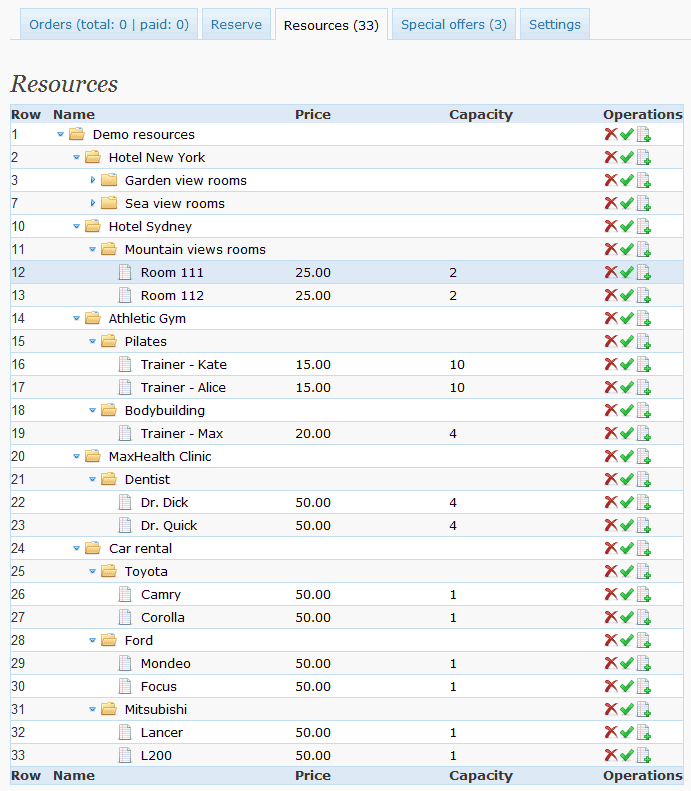 Orders (total: 0 | paid: 0) Reserve Resources (33) Special offers (3) Settings
Resources
Row Name Price Capacity Operations
1 Demo resources
2 Hotel New York
3 Garden view rooms
7 Sea view rooms
10 Hotel Sydney
11 Mountain views rooms
12 Room 111 25.00 2
13 Room 112 25.00 2
14 Athletic Gym
15 Pilates
16 Trainer - Kate 15.00 10
17 Trainer - Alice 15.00 10
18 Bodybuilding
19 Trainer - Max 20.00 4
20 MaxHealth Clinic
21 Dentist
22 Dr. Dick 50.00 4
23 Dr. Quick 50.00 4
24 Car rental
25 Toyota
26 Camry 50.00 1
27 Corolla 50.00 1
28 Ford
29 Mondeo 50.00 1
30 Focus 50.00 1
31 Mitsubishi
32 Lancer 50.00 1
33 L200 50.00 1
Row Name Price Capacity Operations